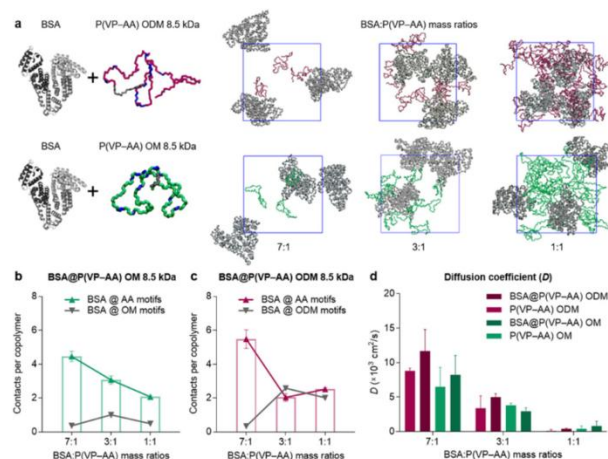 a
BSA
P(VP–AA) ODM 8.5 kDa
BSA:P(VP–AA) mass ratios
+
BSA
P(VP–AA) OM 8.5 kDa
+
7:1
3:1
1:1
b
BSA@P(VP–AA) OM 8.5 kDa
BSA @ AA motifs
BSA @ OM motifs
Contacts per copolymer
6
4
2
0
7:1
3:1
1:1
BSA:P(VP–AA) mass ratios
c
BSA@P(VP–AA) ODM 8.5 kDa
BSA @ AA motifs
BSA @ ODM motifs
Contacts per copolymer
8
6
4
2
0
7:1
3:1
1:1
BSA:P(VP–AA) mass ratios
d
Diffusion coefficient (D)
BSA@P(VP–AA) ODM
P(VP–AA) ODM
BSA@P(VP–AA) OM
P(VP–AA) OM
D (×10³ cm²/s)
25
20
15
10
5
0
7:1
3:1
1:1
BSA:P(VP–AA) mass ratios